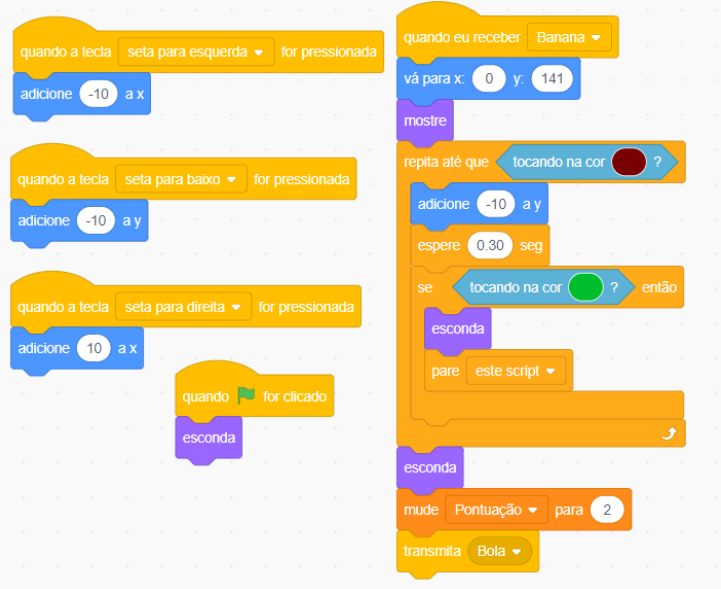 quando a tecla seta para esquerda for pressionada
adicione -10 a x
quando a tecla seta para baixo for pressionada
adicione -10 a y
quando a tecla seta para direita for pressionada
adicione 10 a x
quando for clicado
esconda
quando eu receber Banana
vá para x: 0 y: 141
mostre
repita até que tocando na cor ?
adicione -10 a y
espere 0.30 seg
se tocando na cor ? então
esconda
pare este script
esconda
mude Pontuação para 2
transmita Bola